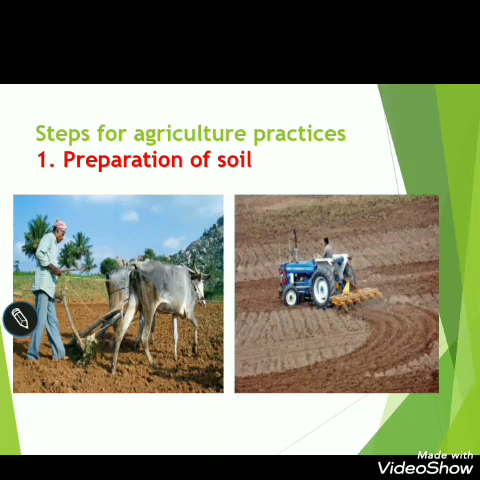 Steps for agriculture practices
1. Preparation of soil
Made with
VideoShow